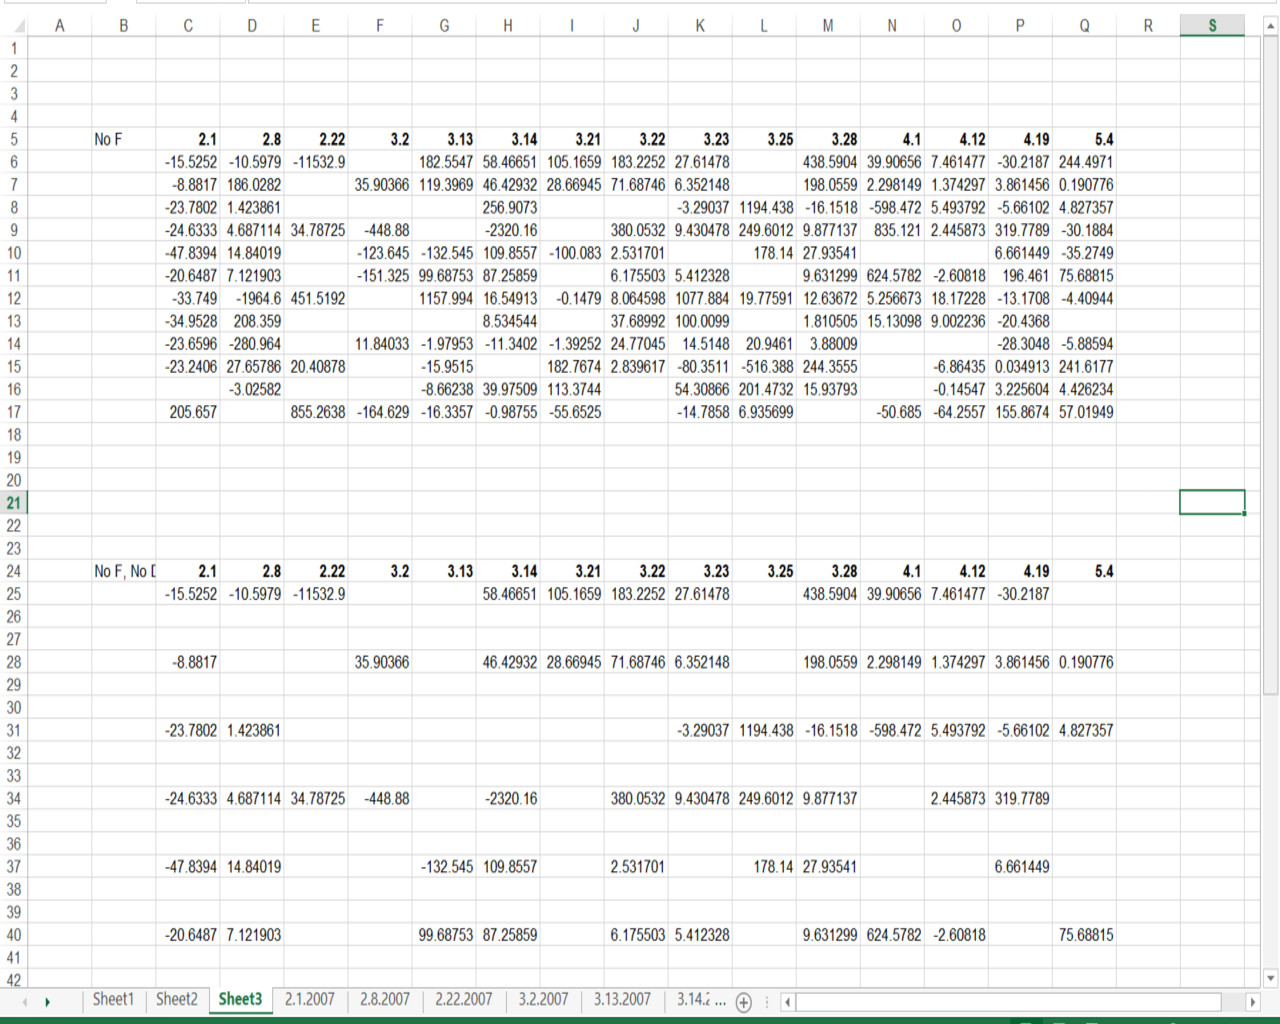 A B C D E F G H I J K L M N O P Q R S
1
2
3
4
5 No F 2.1 2.8 2.22 3.2 3.13 3.14 3.21 3.22 3.23 3.25 3.28 4.1 4.12 4.19 5.4
6 -15.5252 -10.5979 -11532.9 182.5547 58.46651 105.1659 183.2252 27.61478 438.5904 39.90656 7.461477 -30.2187 244.4971
7 -8.8817 186.0282 35.90366 119.3969 46.42932 28.66945 71.68746 6.352148 198.0559 2.298149 1.374297 3.861456 0.190776
8 -23.7802 1.423861 256.9073 -3.29037 1194.438 -16.1518 -598.472 5.493792 -5.66102 4.827357
9 -24.6333 4.687114 34.78725 -448.88 -2320.16 380.0532 9.430478 249.6012 9.877137 835.121 2.445873 319.7789 -30.1884
10 -47.8394 14.84019 -123.645 -132.545 109.8557 -100.083 2.531701 178.14 27.93541 6.661449 -35.2749
11 -20.6487 7.121903 -151.325 99.68753 87.25859 6.175503 5.412328 9.631299 624.5782 -2.60818 196.461 75.68815
12 -33.749 -1964.6 451.5192 1157.994 16.54913 -0.1479 8.064598 1077.884 19.77591 12.63672 5.256673 18.17228 -13.1708 -4.40944
13 -34.9528 208.359 8.534544 37.68992 100.0099 1.810505 15.13098 9.002236 -20.4368
14 -23.6596 -280.964 11.84033 -1.97953 -11.3402 -1.39252 24.77045 14.5148 20.9461 3.88009 -28.3048 -5.88594
15 -23.2406 27.65786 20.40878 -15.9515 182.7674 2.839617 -80.3511 -516.388 244.3555 -6.86435 0.034913 241.6177
16 -3.02582 -8.66238 39.97509 113.3744 54.30866 201.4732 15.93793 -0.14547 3.225604 4.426234
17 205.657 855.2638 -164.629 -16.3357 -0.98755 -55.6525 -14.7858 6.935699 -50.685 -64.2557 155.8674 57.01949
18
19
20
21
22
23
24 No F, No 2.1 2.8 2.22 3.2 3.13 3.14 3.21 3.22 3.23 3.25 3.28 4.1 4.12 4.19 5.4
25 -15.5252 -10.5979 -11532.9 58.46651 105.1659 183.2252 27.61478 438.5904 39.90656 7.461477 -30.2187
26
27
28 -8.8817 35.90366 46.42932 28.66945 71.68746 6.352148 198.0559 2.298149 1.374297 3.861456 0.190776
29
30
31 -23.7802 1.423861 -3.29037 1194.438 -16.1518 -598.472 5.493792 -5.66102 4.827357
32
33
34 -24.6333 4.687114 34.78725 -448.88 -2320.16 380.0532 9.430478 249.6012 9.877137 2.445873 319.7789
35
36
37 -47.8394 14.84019 -132.545 109.8557 2.531701 178.14 27.93541 6.661449
38
39
40 -20.6487 7.121903 99.68753 87.25859 6.175503 5.412328 9.631299 624.5782 -2.60818 75.68815
41
42
Sheet1 Sheet2 Sheet3 2.1.2007 2.8.2007 2.22.2007 3.2.2007 3.13.2007 3.14.2 ...